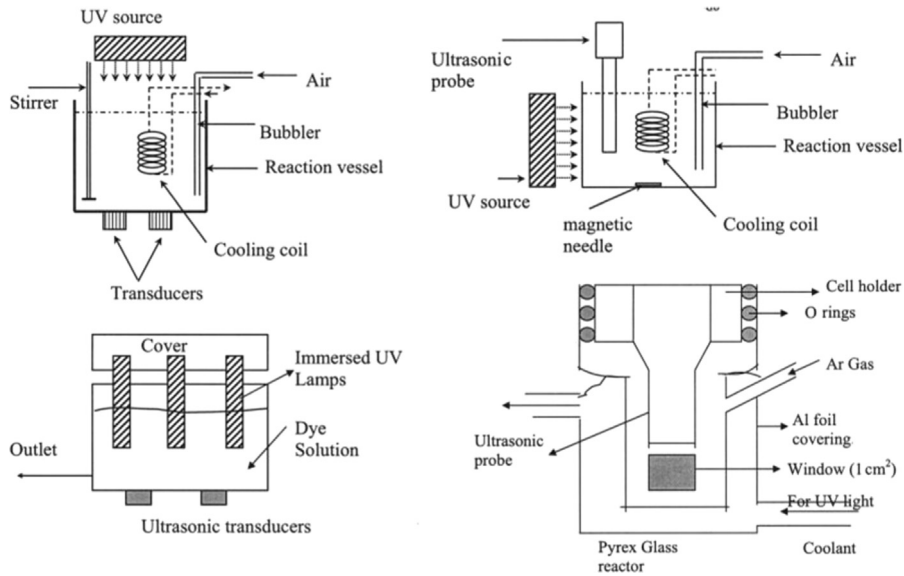 UV source
Air
Stirrer
Bubbler
Reaction vessel
Cooling coil
Transducers
Ultrasonic
probe
Air
Bubbler
Reaction vessel
UV source
magnetic
needle
Cooling coil
Cover
Immersed UV
Lamps
Dye
Solution
Outlet
Ultrasonic transducers
Cell holder
O rings
Ar Gas
Al foil
covering
Ultrasonic
probe
Window (1 cm²)
For UV light
Pyrex Glass
reactor
Coolant